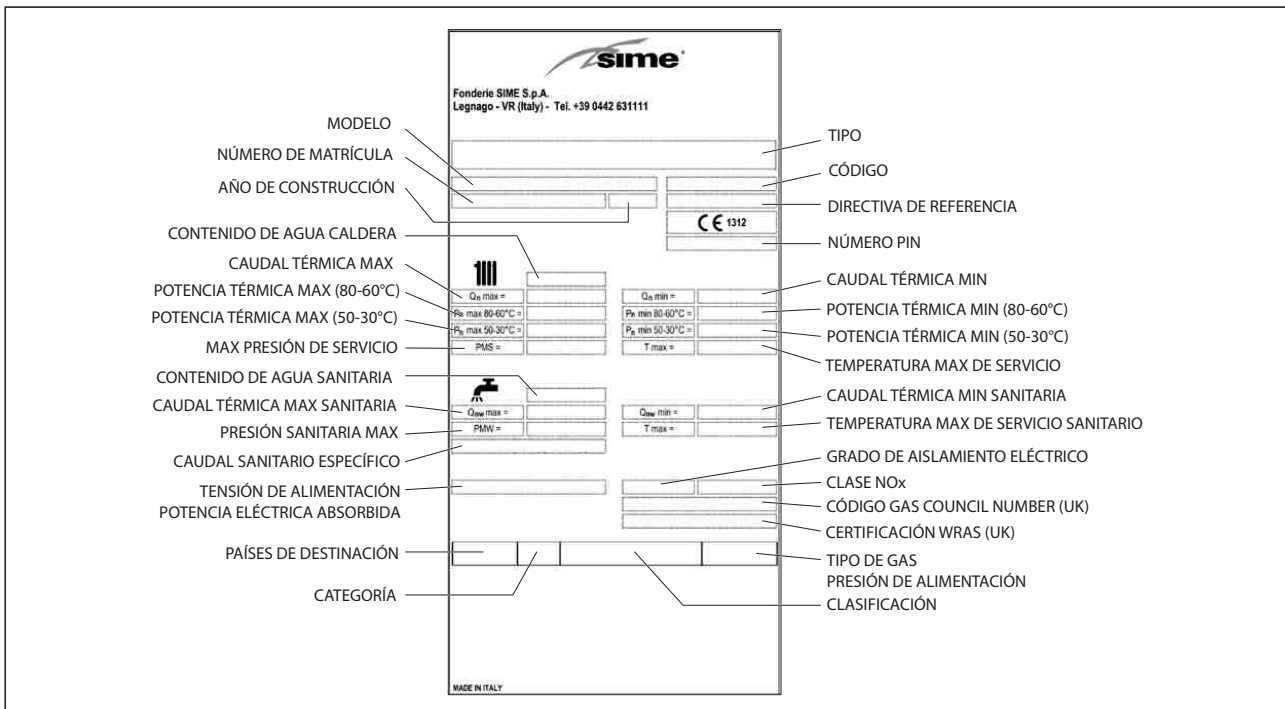 sime
Fonderie SIME S.p.A.
Legnago - VR (Italy) - Tel. +39 0442 631111
MODELO
NÚMERO DE MATRÍCULA
AÑO DE CONSTRUCCIÓN
CONTENIDO DE AGUA CALDERA
CAUDAL TÉRMICA MAX
POTENCIA TÉRMICA MAX (80-60°C)
POTENCIA TÉRMICA MAX (50-30°C)
MAX PRESIÓN DE SERVICIO
CONTENIDO DE AGUA SANITARIA
CAUDAL TÉRMICA MAX SANITARIA
PRESIÓN SANITARIA MAX
CAUDAL SANITARIO ESPECÍFICO
TENSIÓN DE ALIMENTACIÓN
POTENCIA ELÉCTRICA ABSORBIDA
PAÍSES DE DESTINACIÓN
CATEGORÍA
CE 1312
Qn max =
Pn max 80-60°C =
Pn max 50-30°C =
PMS =
Qn min =
Pn min 80-60°C =
Pn min 50-30°C =
T max =
Qnw max =
PMW =
Qnw min =
T max =
MADE IN ITALY
TIPO
CÓDIGO
DIRECTIVA DE REFERENCIA
NÚMERO PIN
CAUDAL TÉRMICA MIN
POTENCIA TÉRMICA MIN (80-60°C)
POTENCIA TÉRMICA MIN (50-30°C)
TEMPERATURA MAX DE SERVICIO
CAUDAL TÉRMICA MIN SANITARIA
TEMPERATURA MAX DE SERVICIO SANITARIO
GRADO DE AISLAMIENTO ELÉCTRICO
CLASE NOx
CÓDIGO GAS COUNCIL NUMBER (UK)
CERTIFICACIÓN WRAS (UK)
TIPO DE GAS
PRESIÓN DE ALIMENTACIÓN
CLASIFICACIÓN